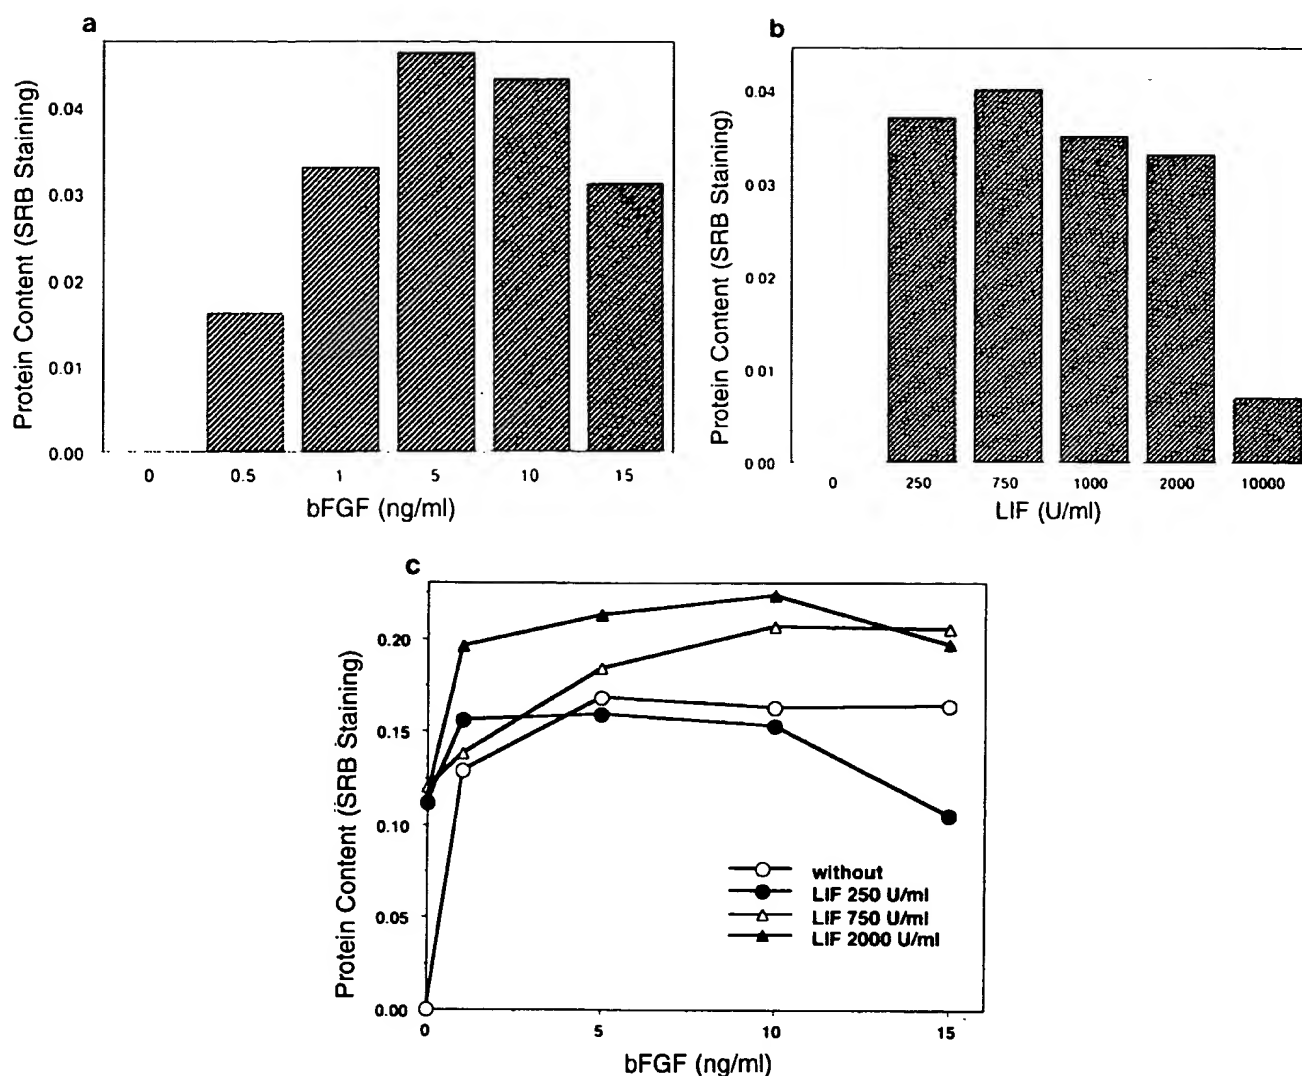 a
Protein Content (SRB Staining)
0.04
0.03
0.02
0.01
0.00
0 0.5 1 5 10 15
bFGF (ng/ml)
b
Protein Content (SRB Staining)
0.04
0.03
0 02
0 01
0 00
0 250 750 1000 2000 10000
LIF (U/ml)
c
Protein Content (SRB Staining)
0.20
0.15
0.10
0.05
0.00
without
LIF 250 U/ml
LIF 750 U/ml
LIF 2000 U/ml
0 5 10 15
bFGF (ng/ml)